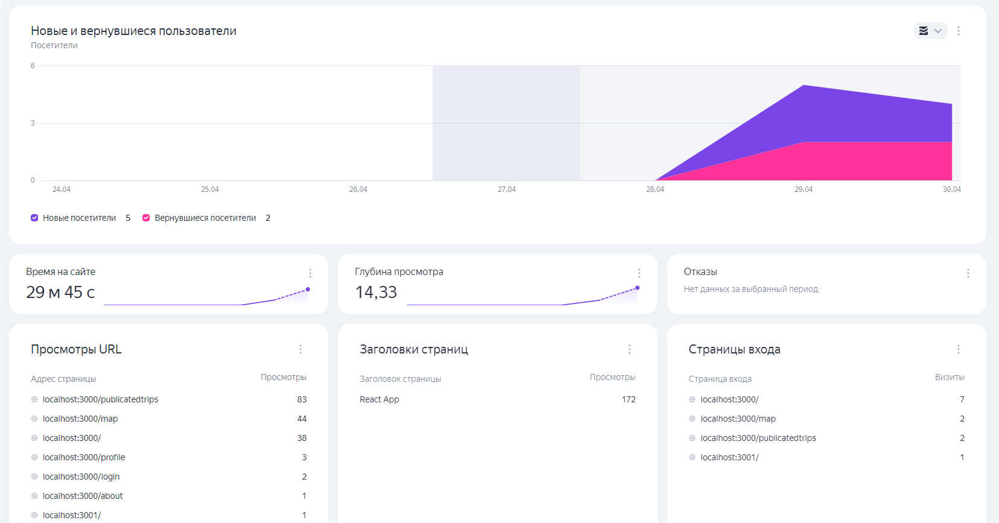 Новые и вернувшиеся пользователи
Посетители
6
3
0
24.04 25.04 26.04 27.04 28.04 29.04 30.04
Новые посетители 5 Вернувшиеся посетители 2
Время на сайте
29 м 45 с
Глубина просмотра
14,33
Отказы
Нет данных за выбранный период
Просмотры URL
Адрес страницы Просмотры
localhost:3000/publicatedtrips 83
localhost:3000/map 44
localhost:3000/ 38
localhost:3000/profile 3
localhost:3000/login 2
localhost:3000/about 1
localhost:3001/ 1
Заголовки страниц
Заголовок страницы Просмотры
React App 172
Страницы входа
Страница входа Визиты
localhost:3000/ 7
localhost:3000/map 2
localhost:3000/publicatedtrips 2
localhost:3001/ 1